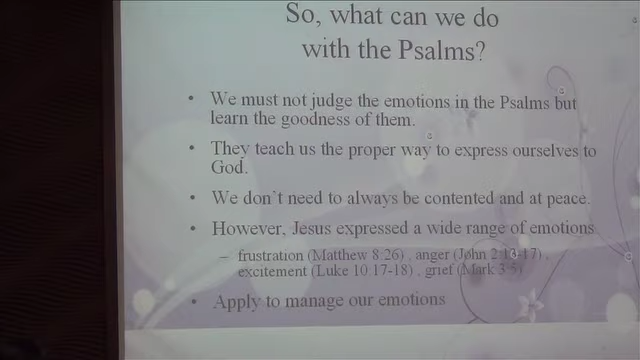 So, what can we do
with the Psalms?
• We must not judge the emotions in the Psalms but
learn the goodness of them.
• They teach us the proper way to express ourselves to
God.
• We don't need to always be contented and at peace.
• However, Jesus expressed a wide range of emotions
– frustration (Matthew 8:26) , anger (John 2:13-17) ,
excitement (Luke 10:17-18) , grief (Mark 3:5)
• Apply to manage our emotions